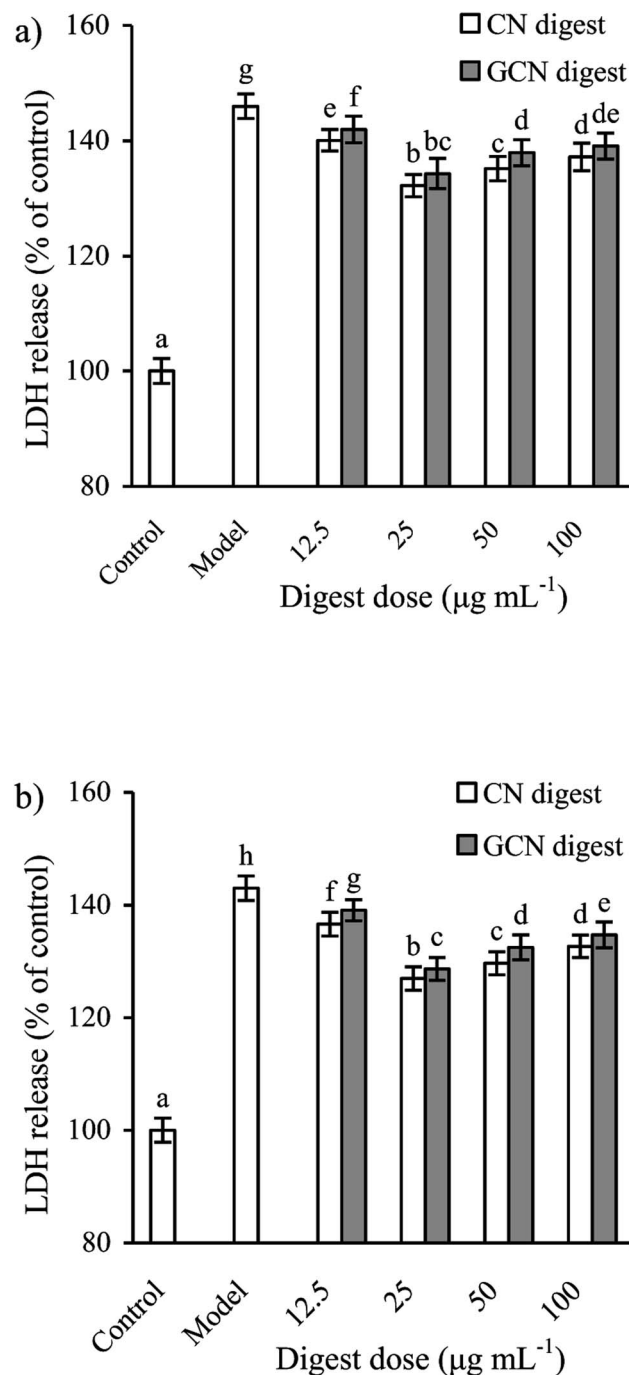 a)
CN digest
GCN digest
LDH release (% of control)
160
140
120
100
80
a
g
e
f
b
bc
c
d
d
de
Control
Model
12.5
25
50
100
Digest dose (μg mL⁻¹)
b)
CN digest
GCN digest
LDH release (% of control)
160
140
120
100
80
a
h
f
g
b
c
c
d
d
e
Control
Model
12.5
25
50
100
Digest dose (μg mL⁻¹)